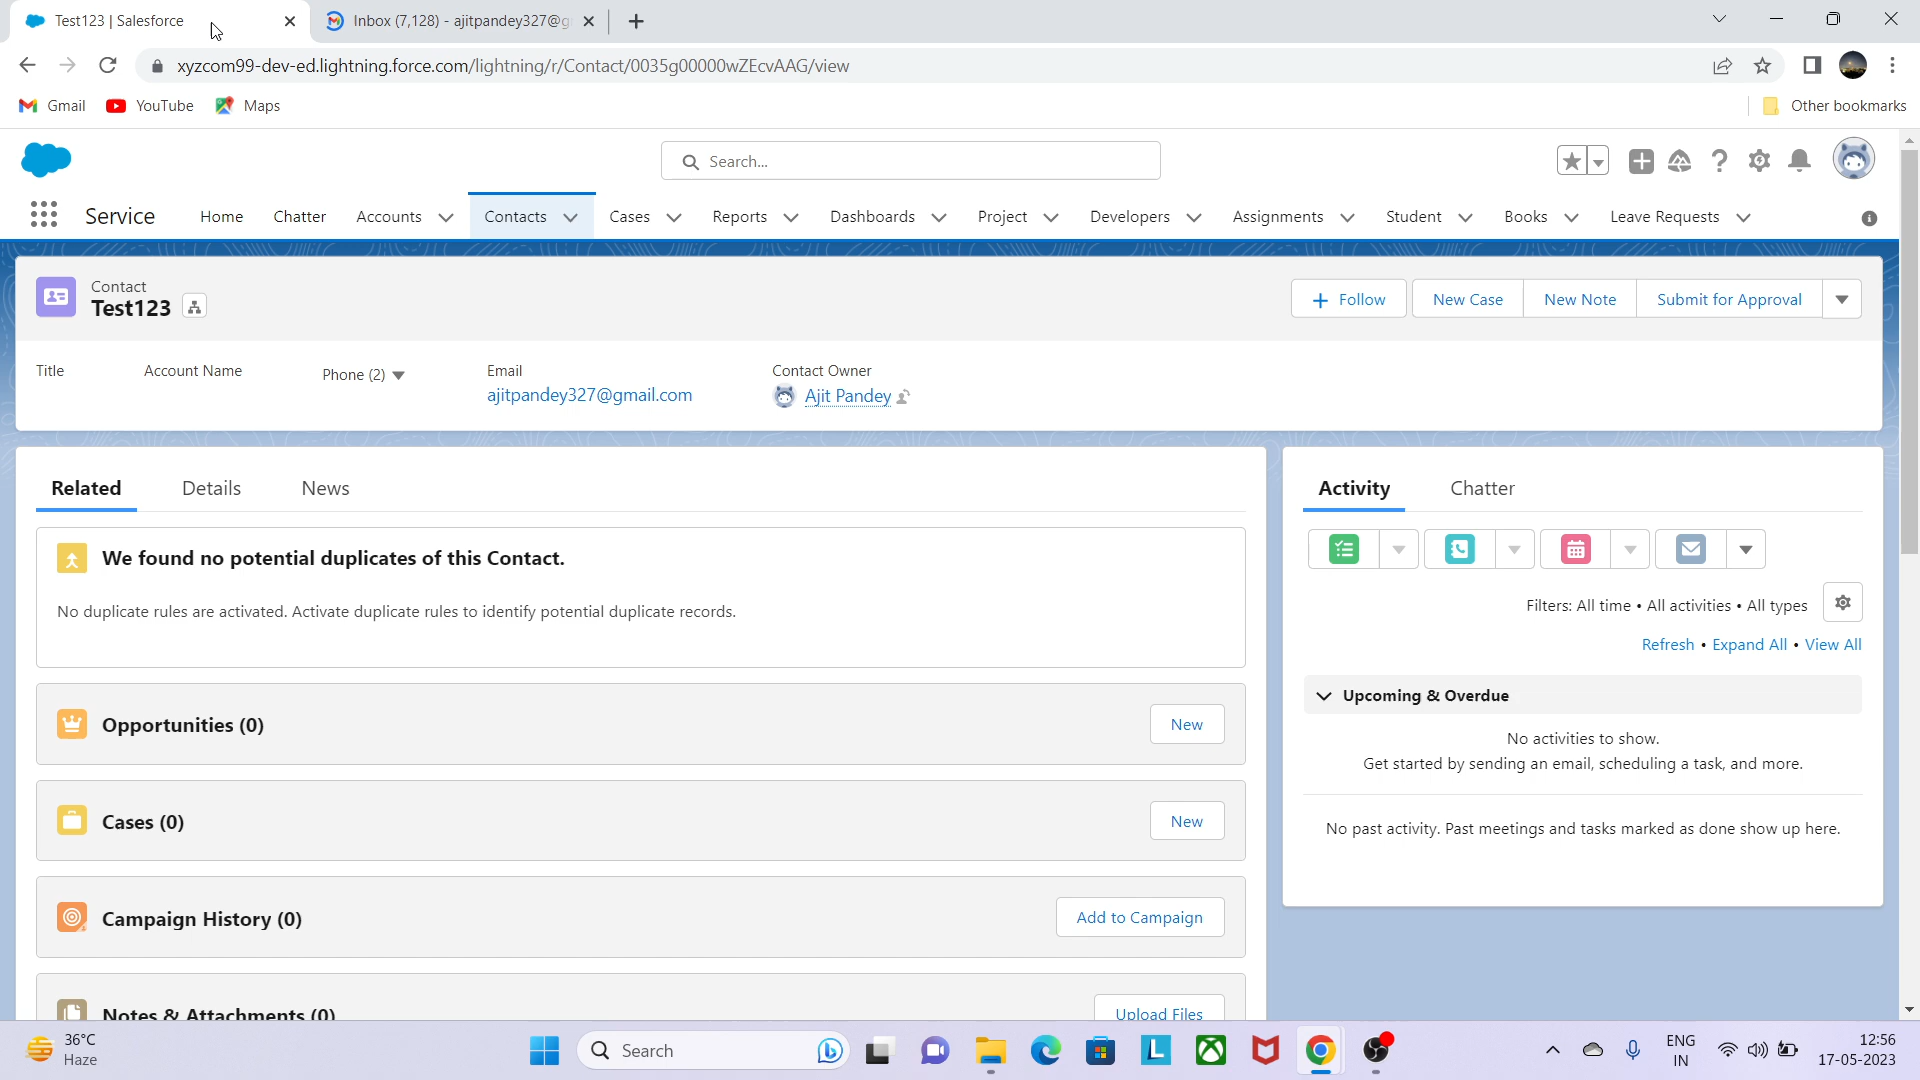 Test123 | Salesforce
Inbox (7,128) - ajitpandey327@g
xyzcom99-dev-ed.lightning.force.com/lightning/r/Contact/0035g00000wZEcvAAG/view
Gmail YouTube Maps Other bookmarks
Search...
Service Home Chatter Accounts Contacts Cases Reports Dashboards Project Developers Assignments Student Books Leave Requests
Contact
Test123
+ Follow New Case New Note Submit for Approval
Title Account Name Phone (2) Email Contact Owner
ajitpandey327@gmail.com Ajit Pandey
Related Details News
We found no potential duplicates of this Contact.
No duplicate rules are activated. Activate duplicate rules to identify potential duplicate records.
Opportunities (0) New
Cases (0) New
Campaign History (0) Add to Campaign
Notes & Attachments (0) Upload Files
Activity Chatter
Filters: All time • All activities • All types
Refresh • Expand All • View All
Upcoming & Overdue
No activities to show.
Get started by sending an email, scheduling a task, and more.
No past activity. Past meetings and tasks marked as done show up here.
36°C
Haze
Search
ENG
IN
12:56
17-05-2023